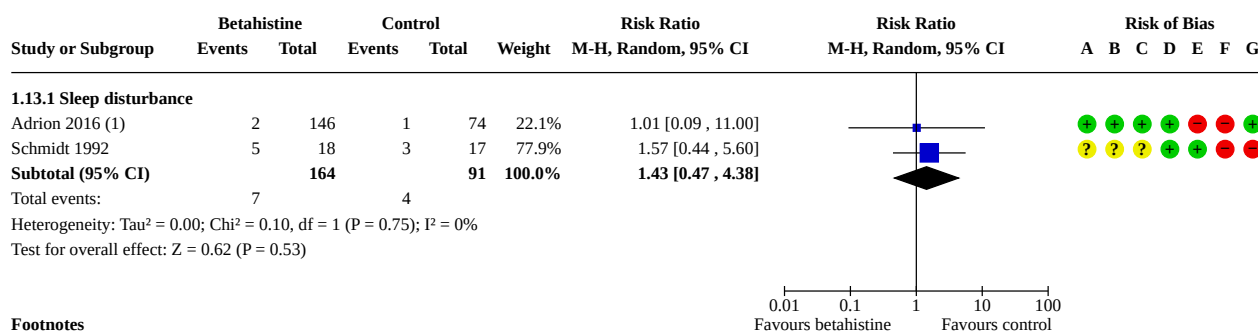 Betahistine Control Risk Ratio Risk Ratio Risk of Bias
Study or Subgroup Events Total Events Total Weight M-H, Random, 95% CI M-H, Random, 95% CI A B C D E F G
1.13.1 Sleep disturbance
Adrion 2016 (1) 2 146 1 74 22.1% 1.01 [0.09 , 11.00] + + + + − − +
Schmidt 1992 5 18 3 17 77.9% 1.57 [0.44 , 5.60] ? ? ? + + − −
Subtotal (95% CI) 164 91 100.0% 1.43 [0.47 , 4.38]
Total events: 7 4
Heterogeneity: Tau² = 0.00; Chi² = 0.10, df = 1 (P = 0.75); I² = 0%
Test for overall effect: Z = 0.62 (P = 0.53)
0.01 0.1 1 10 100
Favours betahistine Favours control
Footnotes